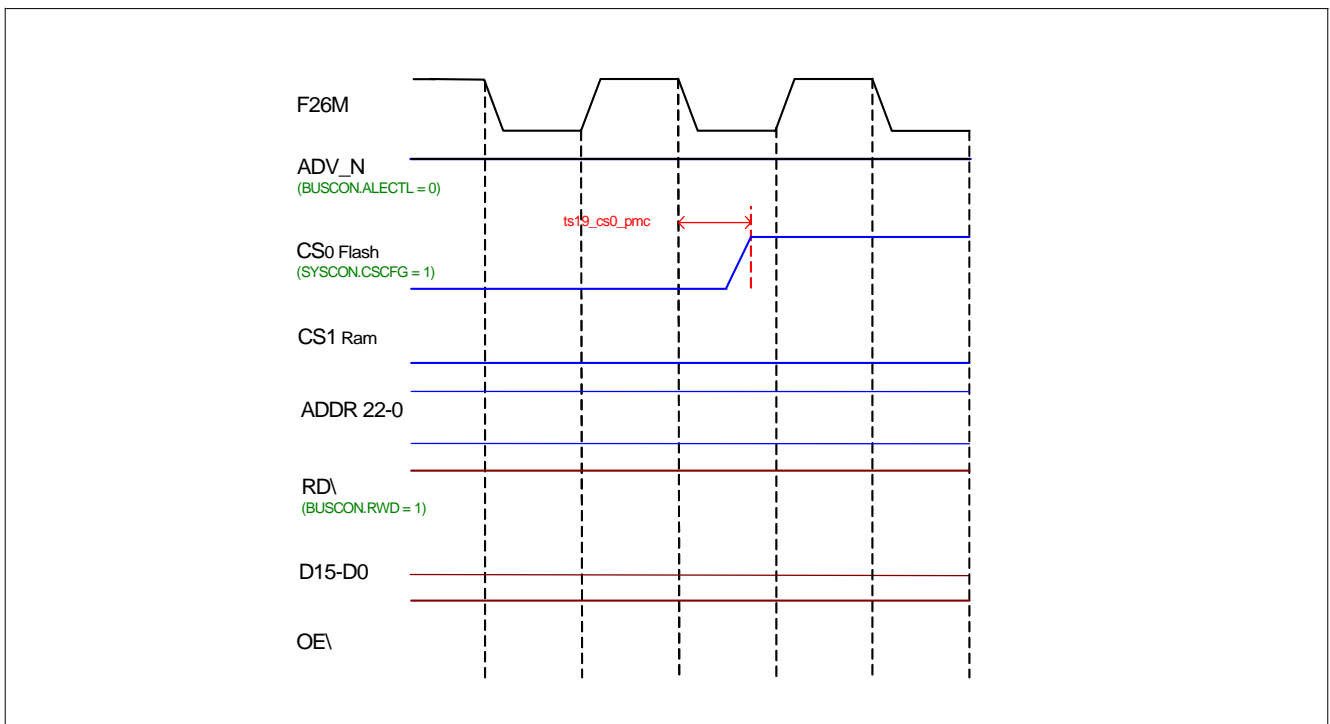 F26M
ADV_N
(BUSCON.ALECTL = 0)
ts19_cs0_pmc
CS0 Flash
(SYSCON.CSCFG = 1)
CS1 Ram
ADDR 22-0
RD\
(BUSCON.RWD = 1)
D15-D0
OE\